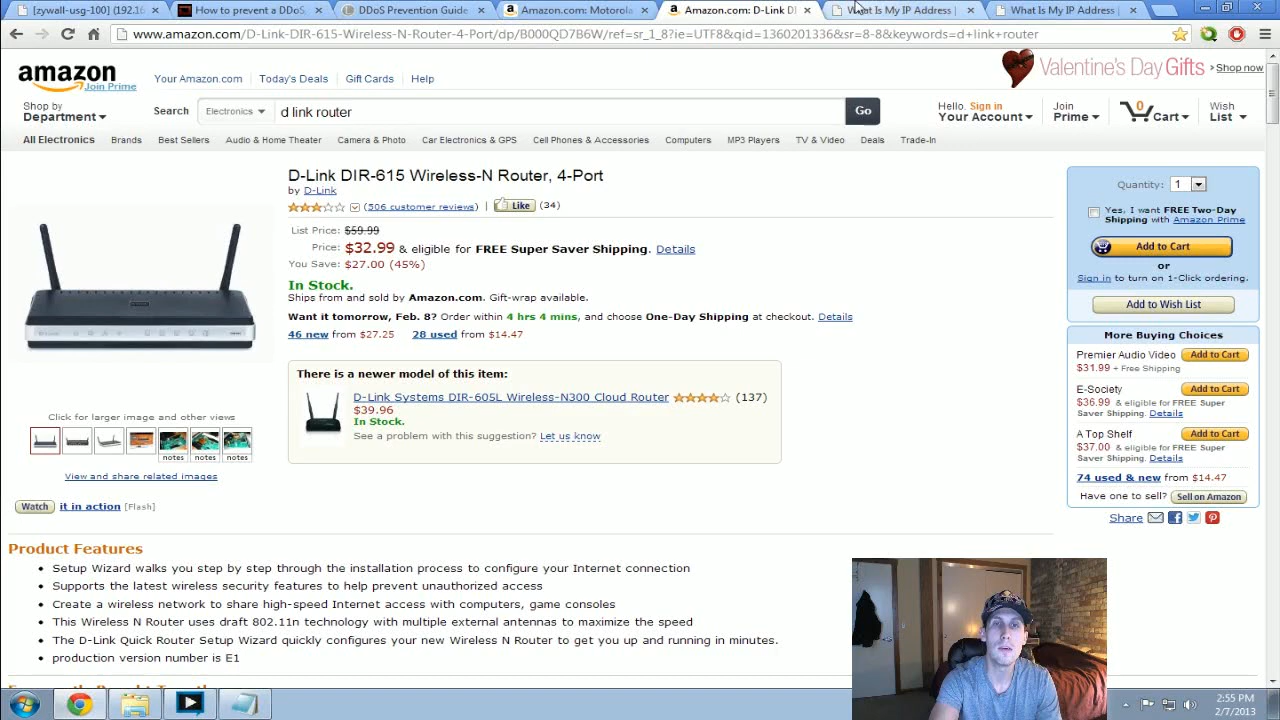 [zywall-usg-100] (192.16
How to prevent a DDoS
DDoS Prevention Guide
Amazon.com: Motorola
Amazon.com: D-Link DI
What Is My IP Address
What Is My IP Address
www.amazon.com/D-Link-DIR-615-Wireless-N-Router-4-Port/dp/B000QD7B6W/ref=sr_1_8?ie=UTF8&qid=1360201336&sr=8-8&keywords=d+link+router
amazon
Join Prime
Your Amazon.com
Today's Deals
Gift Cards
Help
Valentine's Day Gifts
Shop now
Shop by
Department
Search
Electronics
d link router
Go
Hello. Sign in
Your Account
Join
Prime
0
Cart
Wish
List
All Electronics
Brands
Best Sellers
Audio & Home Theater
Camera & Photo
Car Electronics & GPS
Cell Phones & Accessories
Computers
MP3 Players
TV & Video
Deals
Trade-In
D-Link DIR-615 Wireless-N Router, 4-Port
by D-Link
(506 customer reviews) | Like (34)
List Price: $59.99
Price: $32.99 & eligible for FREE Super Saver Shipping. Details
You Save: $27.00 (45%)
In Stock.
Ships from and sold by Amazon.com. Gift-wrap available.
Want it tomorrow, Feb. 8? Order within 4 hrs 4 mins, and choose One-Day Shipping at checkout. Details
46 new from $27.25 28 used from $14.47
There is a newer model of this item:
D-Link Systems DIR-605L Wireless-N300 Cloud Router (137)
$39.96
In Stock.
See a problem with this suggestion? Let us know
Click for larger image and other views
notes
notes
notes
View and share related images
Watch it in action [Flash]
Quantity: 1
Yes, I want FREE Two-Day
Shipping with Amazon Prime
Add to Cart
or
Sign in to turn on 1-Click ordering.
Add to Wish List
More Buying Choices
Premier Audio Video Add to Cart
$31.99 + Free Shipping
E-Society Add to Cart
$36.99 & eligible for FREE Super
Saver Shipping. Details
A Top Shelf Add to Cart
$37.00 & eligible for FREE Super
Saver Shipping. Details
74 used & new from $14.47
Have one to sell? Sell on Amazon
Share
Product Features
Setup Wizard walks you step by step through the installation process to configure your Internet connection
Supports the latest wireless security features to help prevent unauthorized access
Create a wireless network to share high-speed Internet access with computers, game consoles
This Wireless N Router uses draft 802.11n technology with multiple external antennas to maximize the speed
The D-Link Quick Router Setup Wizard quickly configures your new Wireless N Router to get you up and running in minutes.
production version number is E1
2:55 PM
2/7/2013